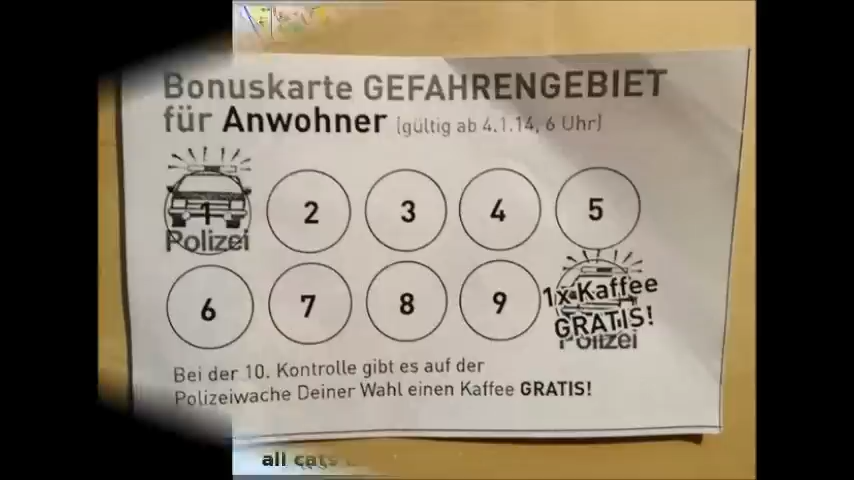 Bonuskarte GEFAHRENGEBIET
für Anwohner (gültig ab 4.1.14, 6 Uhr)
1 2 3 4 5
Polizei
6 7 8 9 1x Kaffee
GRATIS!
Polizei
Bei der 10. Kontrolle gibt es auf der
Polizeiwache Deiner Wahl einen Kaffee GRATIS!
all cats